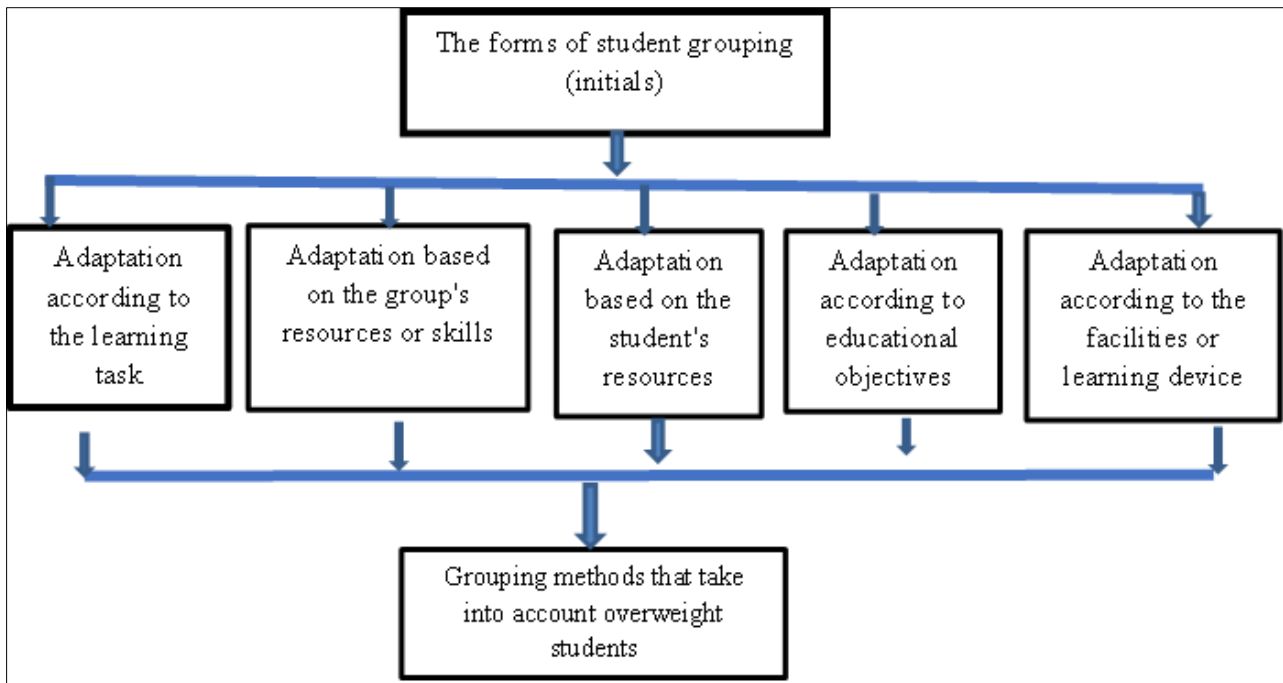 The forms of student grouping
(initials)
Adaptation
according to
the learning
task.
Adaptation based
on the group's
resources or skills
Adaptation
based on the
student's
resources
Adaptation
according to
educational
objectives
Adaptation
according to the
facilities or
learning device
Grouping methods that take
into account overweight
students